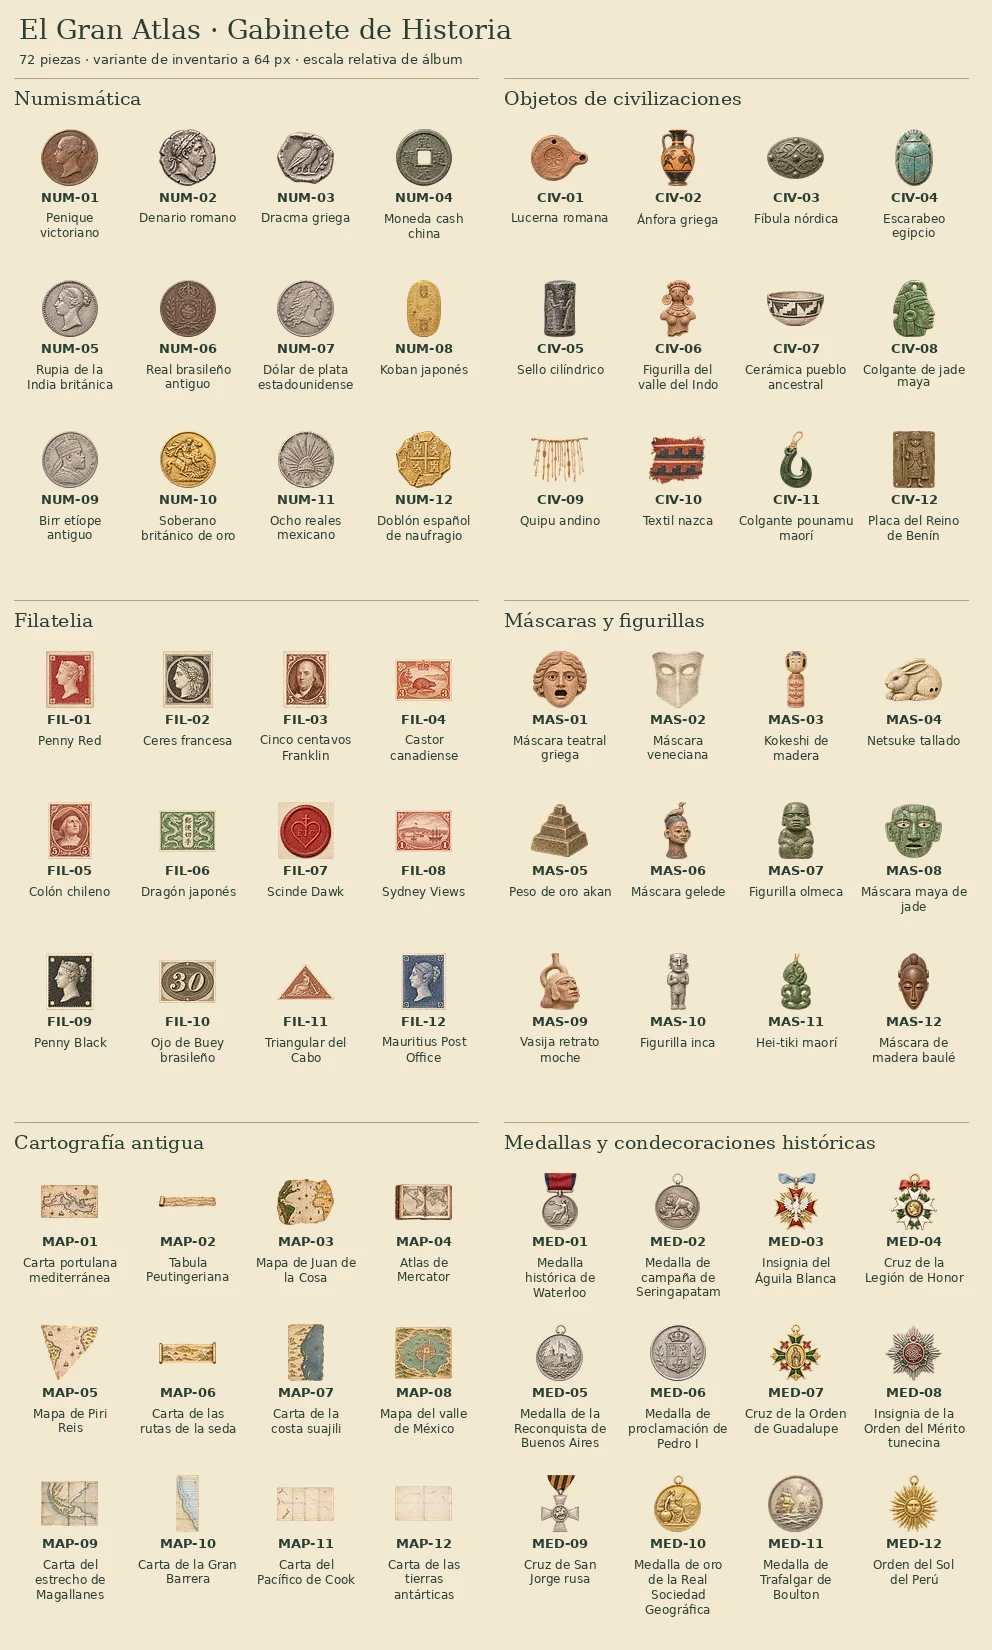 El Gran Atlas · Gabinete de Historia
72 piezas · variante de inventario a 64 px · escala relativa de álbum
Numismática
NUM-01
Penique
victoriano
NUM-02
Denario romano
NUM-03
Dracma griega
NUM-04
Moneda cash
china
NUM-05
Rupia de la
India británica
NUM-06
Real brasileño
antiguo
NUM-07
Dólar de plata
estadounidense
NUM-08
Koban japonés
NUM-09
Birr etíope
antiguo
NUM-10
Soberano
británico de oro
NUM-11
Ocho reales
mexicano
NUM-12
Doblón español
de naufragio
Objetos de civilizaciones
CIV-01
Lucerna romana
CIV-02
Ánfora griega
CIV-03
Fíbula nórdica
CIV-04
Escarabeo
egipcio
CIV-05
Sello cilíndrico
CIV-06
Figurilla del
valle del Indo
CIV-07
Cerámica pueblo
ancestral
CIV-08
Colgante de jade
maya
CIV-09
Quipu andino
CIV-10
Textil nazca
CIV-11
Colgante pounamu
maorí
CIV-12
Placa del Reino
de Benín
Filatelia
FIL-01
Penny Red
FIL-02
Ceres francesa
5 5
FIL-03
Cinco centavos
Franklin
3 3
FIL-04
Castor
canadiense
5 5
FIL-05
Colón chileno
郵便切手
FIL-06
Dragón japonés
FIL-07
Scinde Dawk
1 1
FIL-08
Sydney Views
FIL-09
Penny Black
30
FIL-10
Ojo de Buey
brasileño
FIL-11
Triangular del
Cabo
FIL-12
Mauritius Post
Office
Máscaras y figurillas
MAS-01
Máscara teatral
griega
MAS-02
Máscara
veneciana
MAS-03
Kokeshi de
madera
MAS-04
Netsuke tallado
MAS-05
Peso de oro akan
MAS-06
Máscara gelede
MAS-07
Figurilla olmeca
MAS-08
Máscara maya de
jade
MAS-09
Vasija retrato
moche
MAS-10
Figurilla inca
MAS-11
Hei-tiki maorí
MAS-12
Máscara de
madera baulé
Cartografía antigua
MAP-01
Carta portulana
mediterránea
MAP-02
Tabula
Peutingeriana
MAP-03
Mapa de Juan de
la Cosa
MAP-04
Atlas de
Mercator
MAP-05
Mapa de Piri
Reis
MAP-06
Carta de las
rutas de la seda
MAP-07
Carta de la
costa suajili
MAP-08
Mapa del valle
de México
MAP-09
Carta del
estrecho de
Magallanes
MAP-10
Carta de la Gran
Barrera
MAP-11
Carta del
Pacífico de Cook
MAP-12
Carta de las
tierras
antárticas
Medallas y condecoraciones históricas
MED-01
Medalla
histórica de
Waterloo
MED-02
Medalla de
campaña de
Seringapatam
MED-03
Insignia del
Águila Blanca
MED-04
Cruz de la
Legión de Honor
MED-05
Medalla de la
Reconquista de
Buenos Aires
MED-06
Medalla de
proclamación de
Pedro I
MED-07
Cruz de la Orden
de Guadalupe
MED-08
Insignia de la
Orden del Mérito
tunecina
MED-09
Cruz de San
Jorge rusa
MED-10
Medalla de oro
de la Real
Sociedad
Geográfica
MED-11
Medalla de
Trafalgar de
Boulton
MED-12
Orden del Sol
del Perú